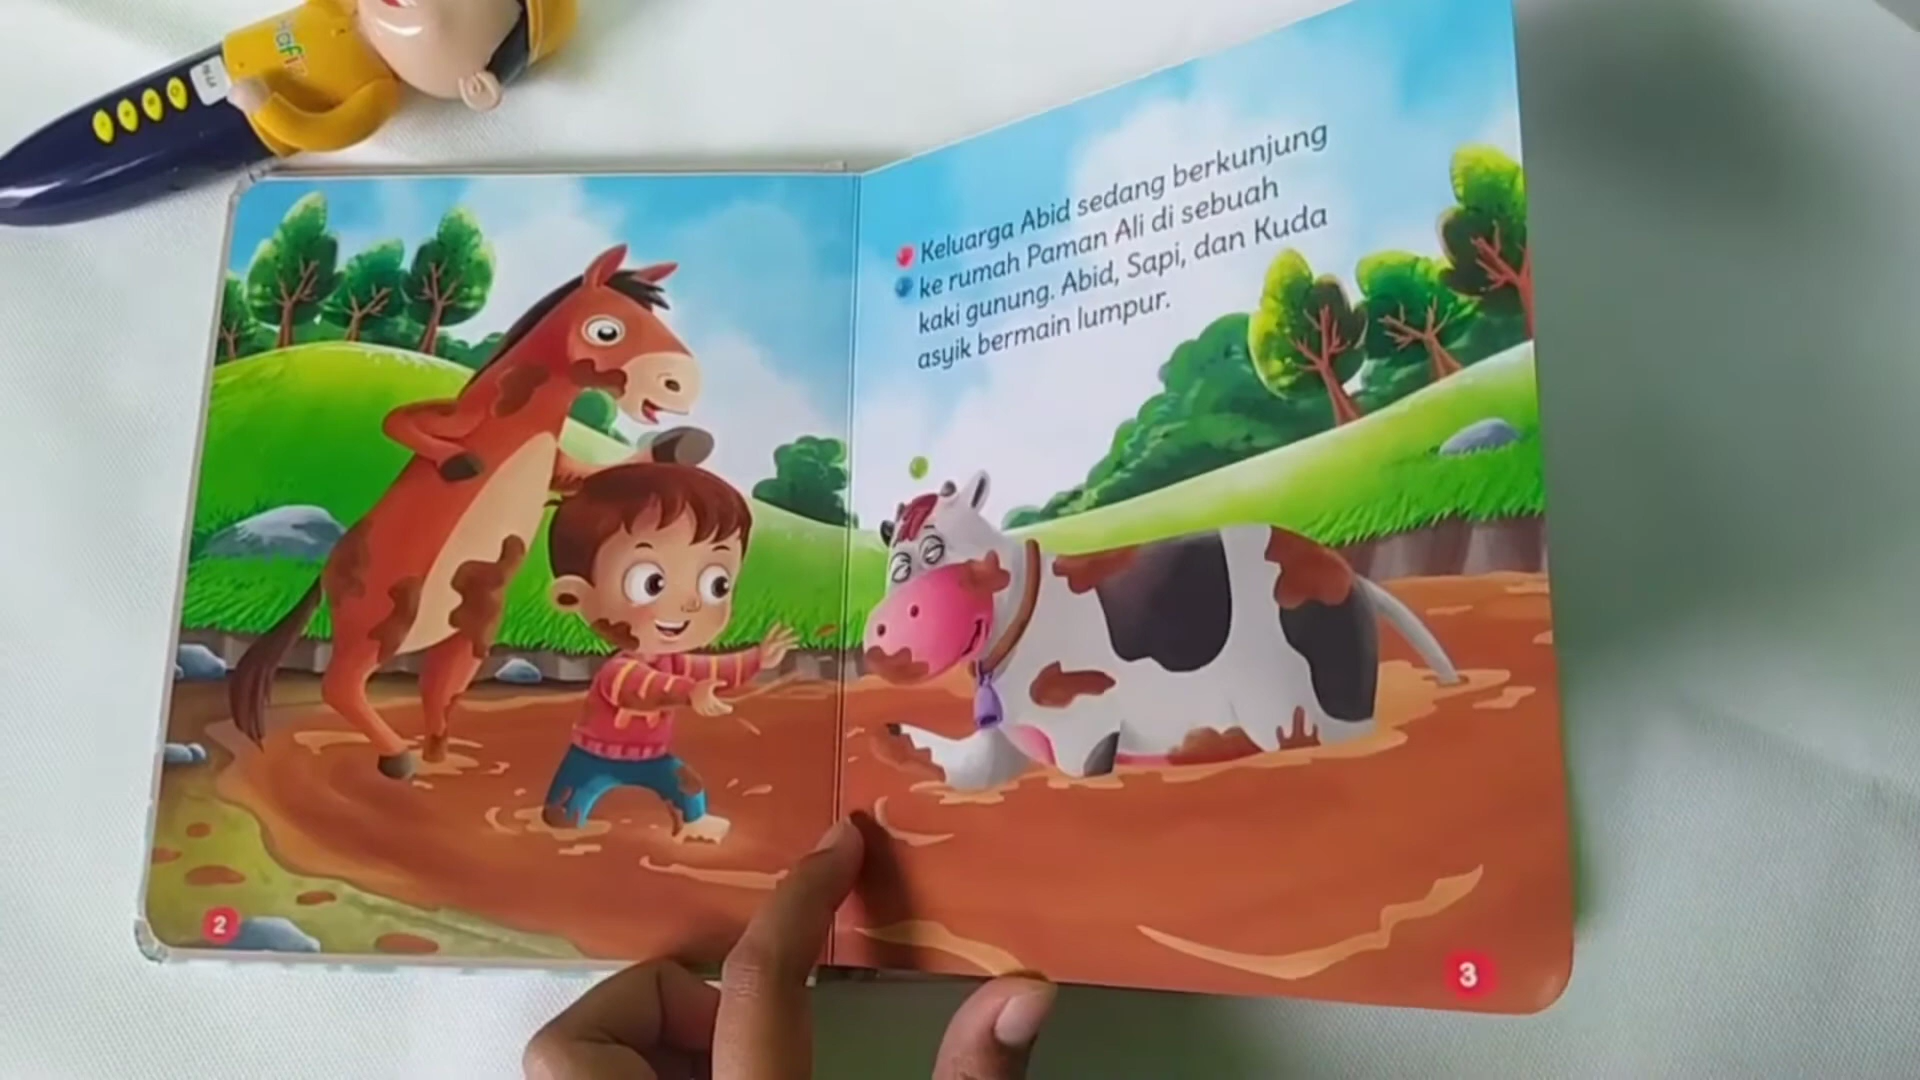 Hafiz
Keluarga Abid sedang berkunjung
ke rumah Paman Ali di sebuah
kaki gunung. Abid, Sapi, dan Kuda
asyik bermain lumpur.
2
3